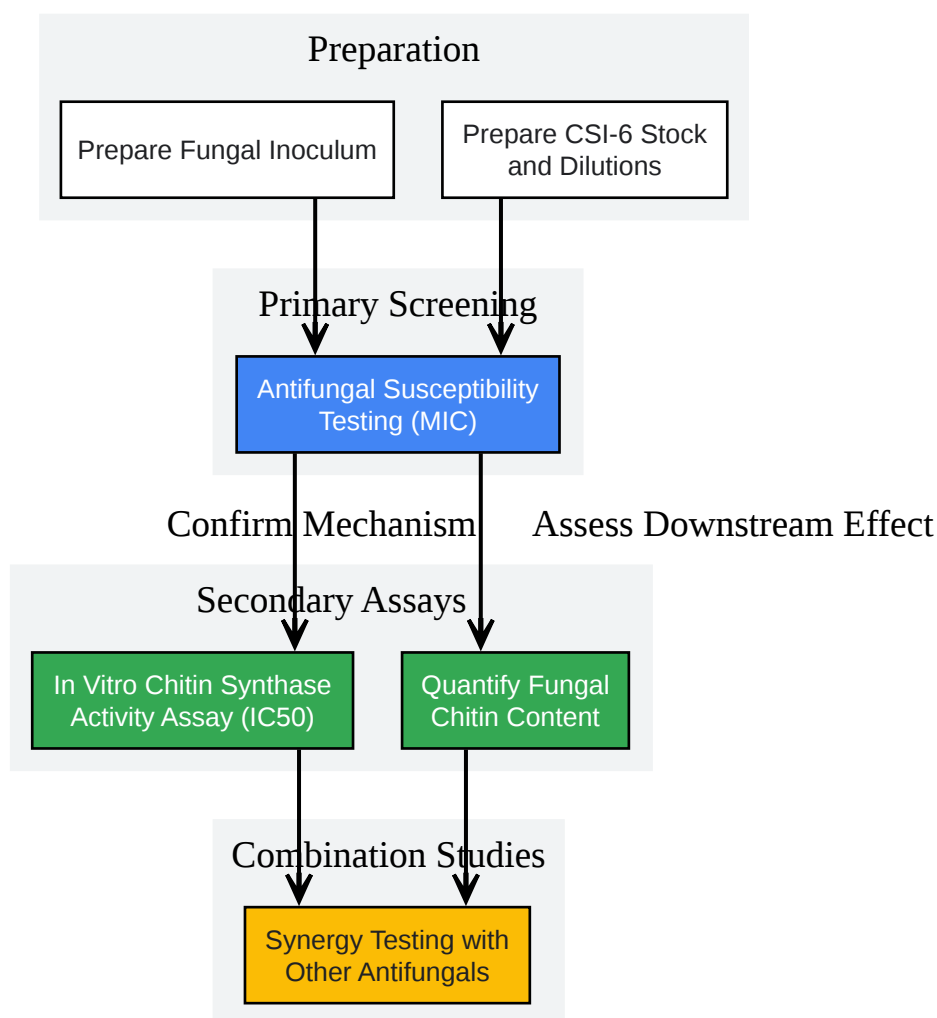 Preparation
Prepare Fungal Inoculum
Prepare CSI-6 Stock
and Dilutions
Primary Screening
Antifungal Susceptibility
Testing (MIC)
Confirm Mechanism
Assess Downstream Effect
Secondary Assays
In Vitro Chitin Synthase
Activity Assay (IC50)
Quantify Fungal
Chitin Content
Combination Studies
Synergy Testing with
Other Antifungals